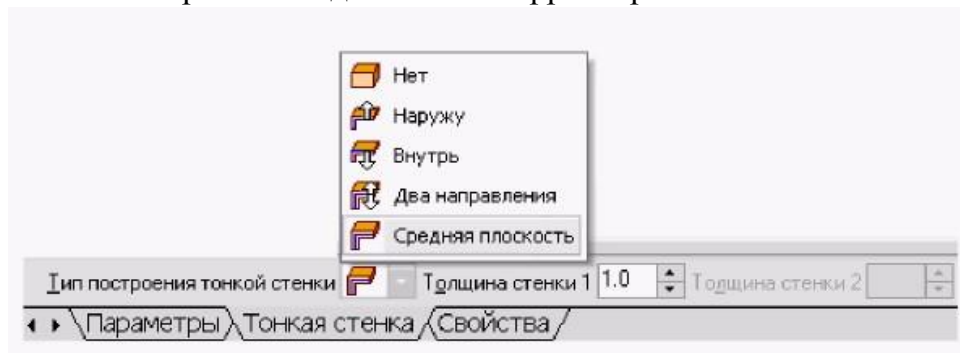 Нет
Наружу
Внутрь
Два направления
Средняя плоскость
Тип построения тонкой стенки Толщина стенки 1 1.0 Толщина стенки 2
Параметры Тонкая стенка Свойства